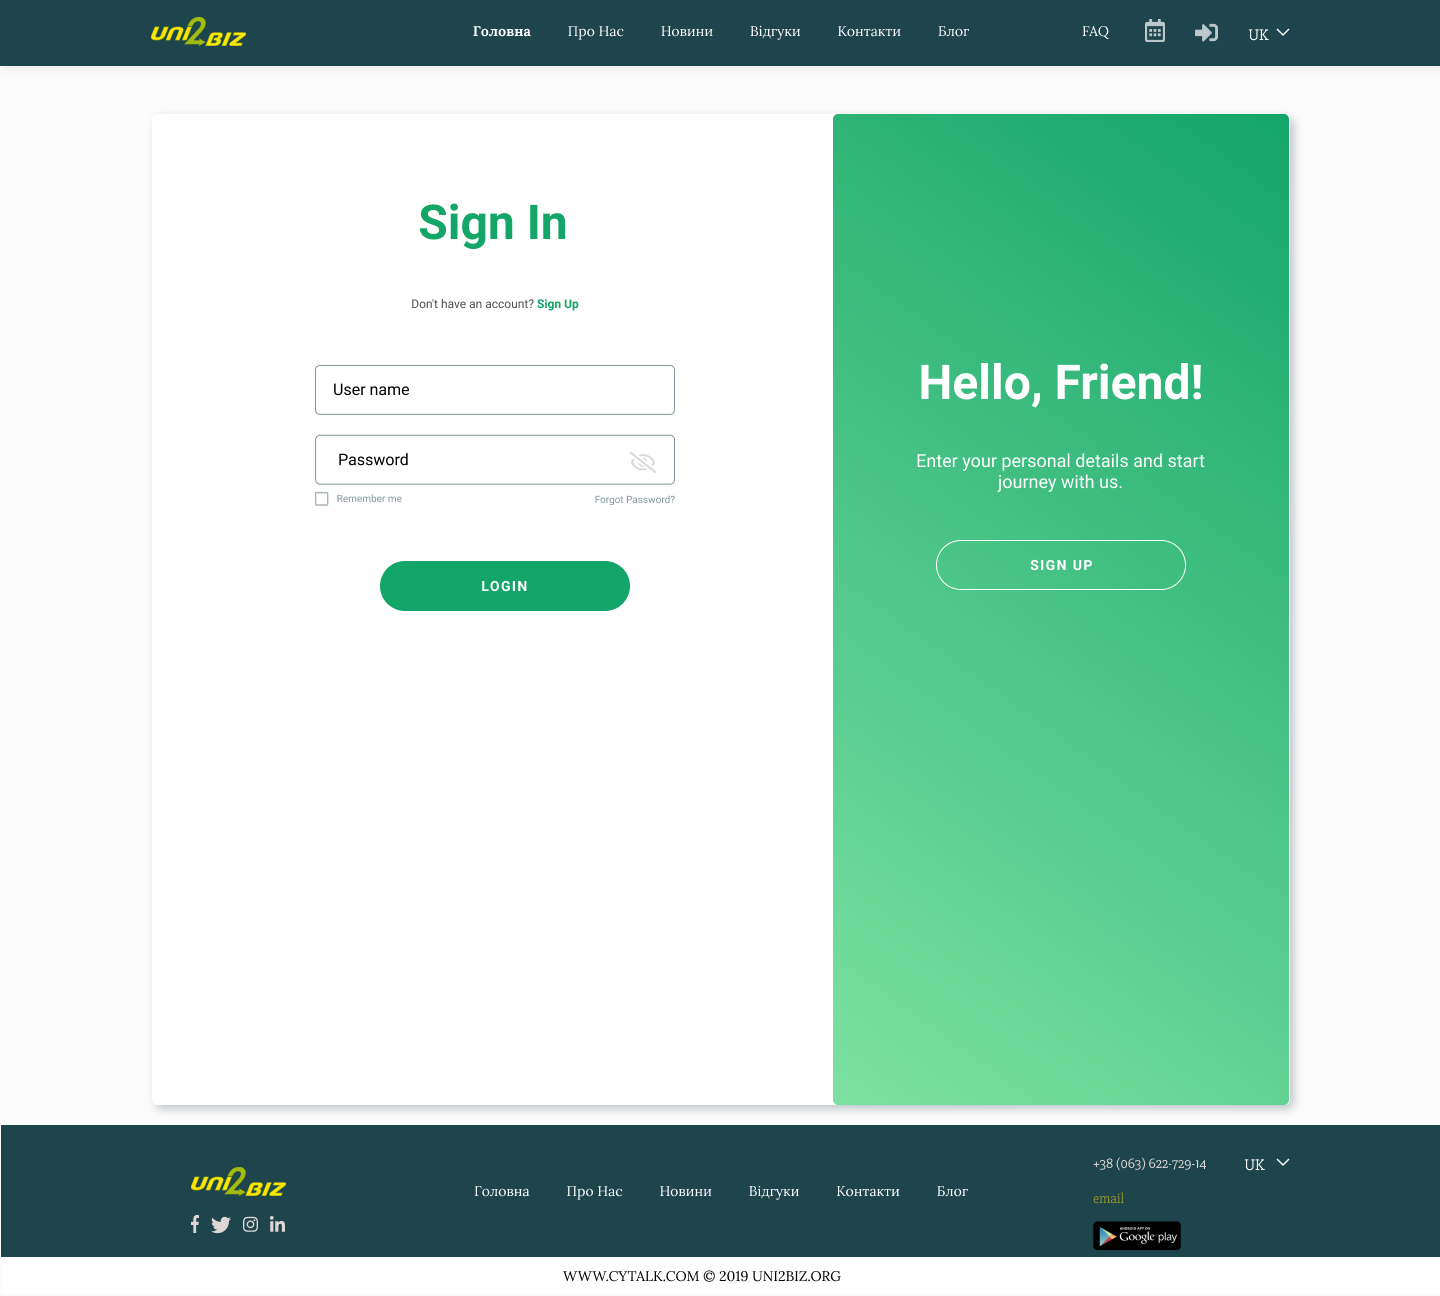 uni2BIZ
Головна Про Нас Новини Відгуки Контакти Блог FAQ UK
Sign In
Don't have an account? Sign Up
User name
Password
Remember me
Forgot Password?
LOGIN
Hello, Friend!
Enter your personal details and start
journey with us.
SIGN UP
uni2BIZ
Головна Про Нас Новини Відгуки Контакти Блог
+38 (063) 622-729-14 UK
email
ANDROID APP ON
Google play
WWW.CYTALK.COM © 2019 UNI2BIZ.ORG